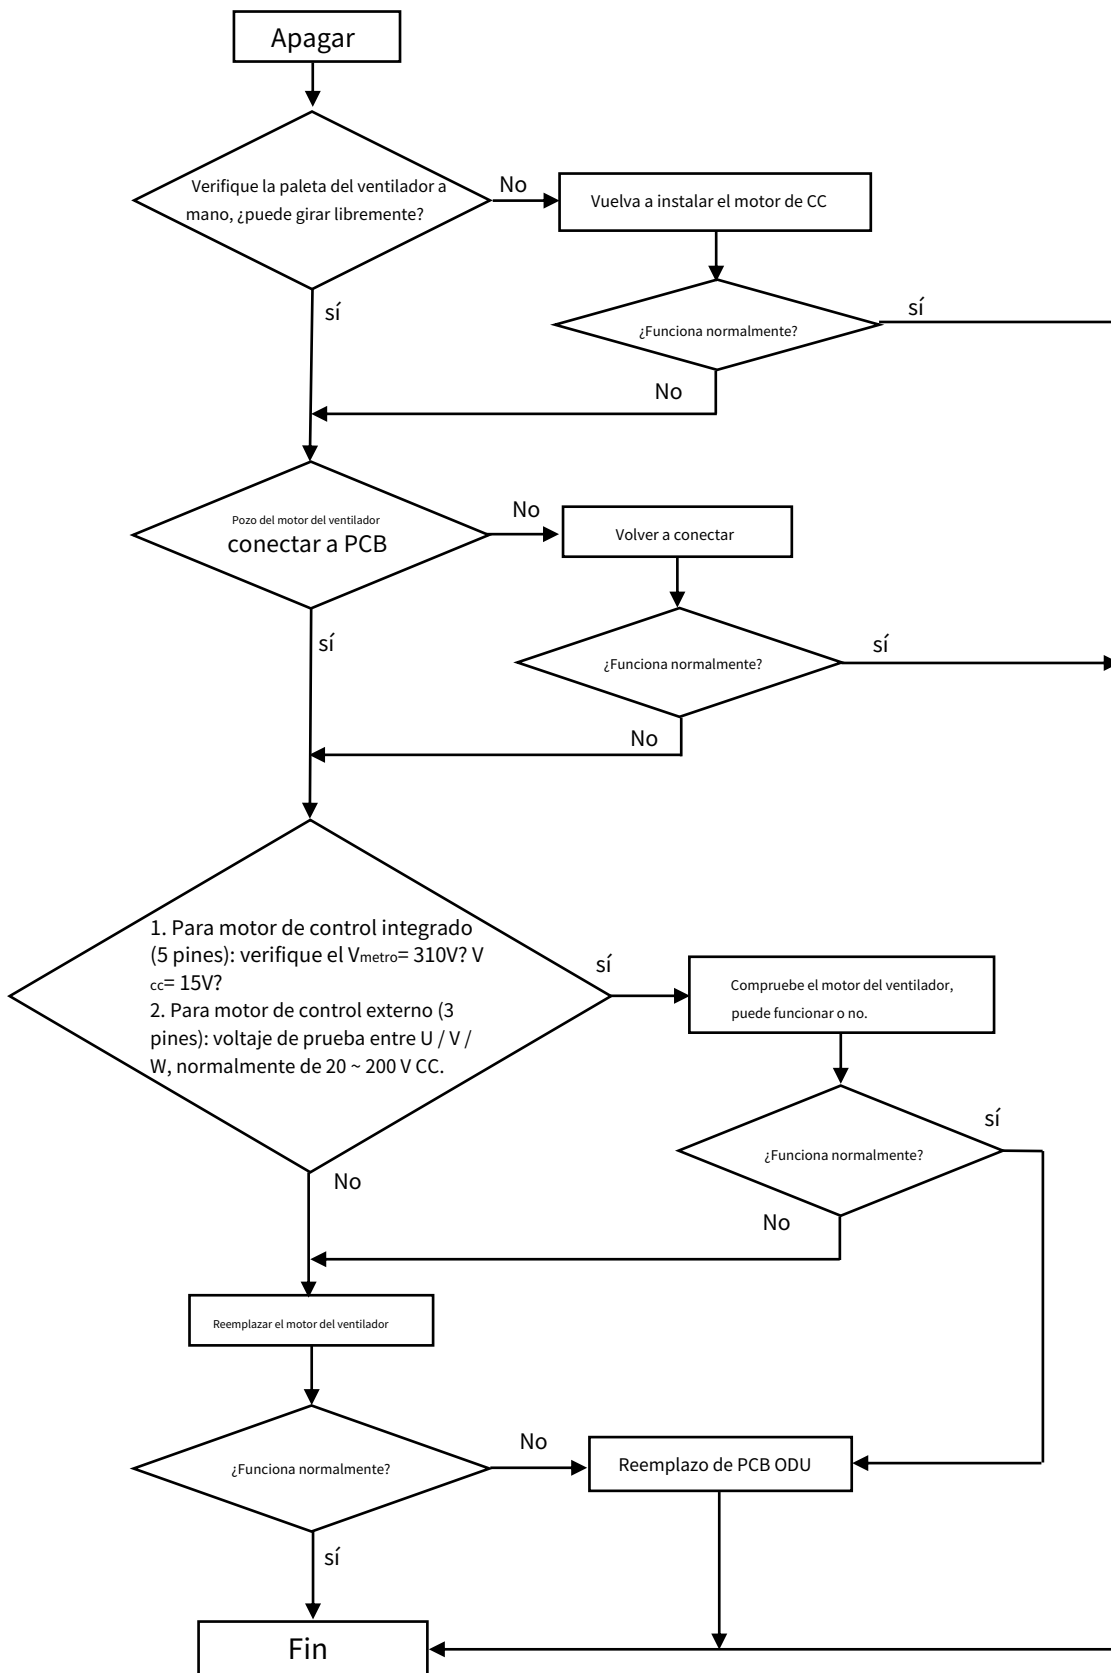 Apagar
Verifique la paleta del ventilador a
mano, ¿puede girar libremente?
No
Vuelva a instalar el motor de CC
sí
¿Funciona normalmente?
sí
No
Pozo del motor del ventilador
conectar a PCB
No
Volver a conectar
sí
¿Funciona normalmente?
sí
No
1. Para motor de control integrado
(5 pines): verifique el Vmetro= 310V? V
cc= 15V?
2. Para motor de control externo (3
pines): voltaje de prueba entre U / V /
W, normalmente de 20 ~ 200 V CC.
sí
Compruebe el motor del ventilador,
puede funcionar o no.
sí
¿Funciona normalmente?
No
No
Reemplazar el motor del ventilador
¿Funciona normalmente?
No
Reemplazo de PCB ODU
sí
Fin